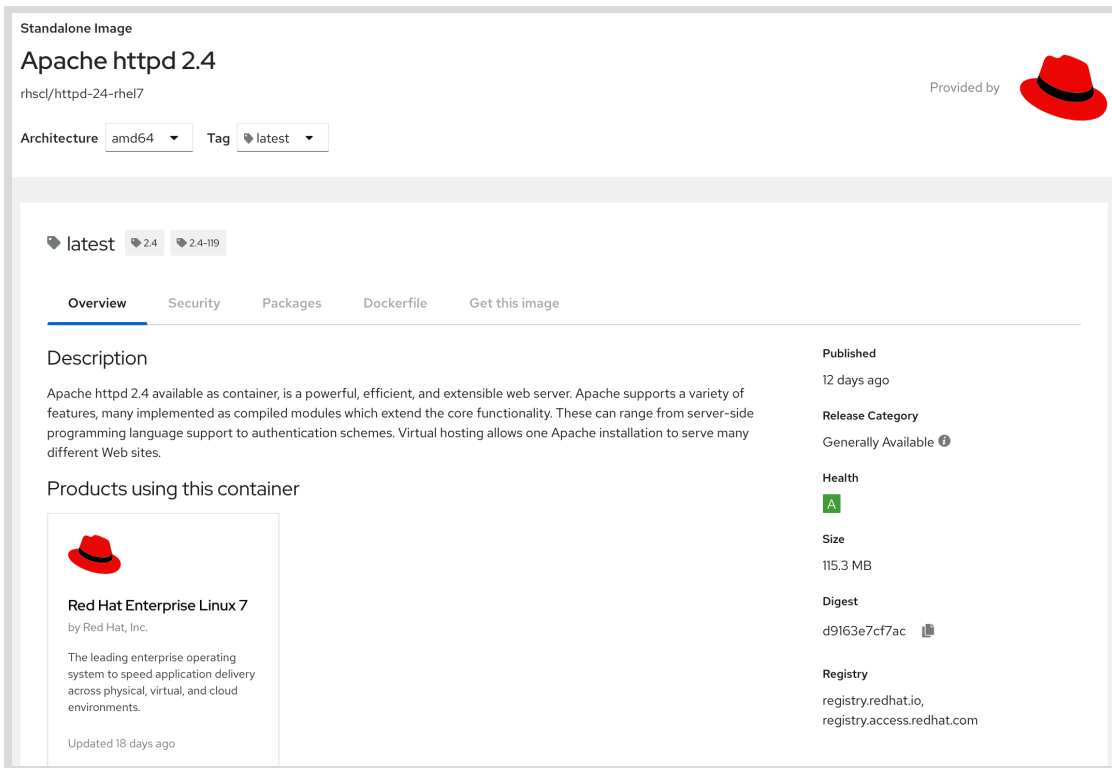 Standalone Image
Apache httpd 2.4
rhscl/httpd-24-rhel7
Provided by
Architecture amd64 Tag latest
latest 2.4 2.4-119
Overview Security Packages Dockerfile Get this image
Description
Apache httpd 2.4 available as container, is a powerful, efficient, and extensible web server. Apache supports a variety of
features, many implemented as compiled modules which extend the core functionality. These can range from server-side
programming language support to authentication schemes. Virtual hosting allows one Apache installation to serve many
different Web sites.
Products using this container
Red Hat Enterprise Linux 7
by Red Hat, Inc.
The leading enterprise operating
system to speed application delivery
across physical, virtual, and cloud
environments.
Updated 18 days ago
Published
12 days ago
Release Category
Generally Available
Health
A
Size
115.3 MB
Digest
d9163e7cf7ac
Registry
registry.redhat.io,
registry.access.redhat.com